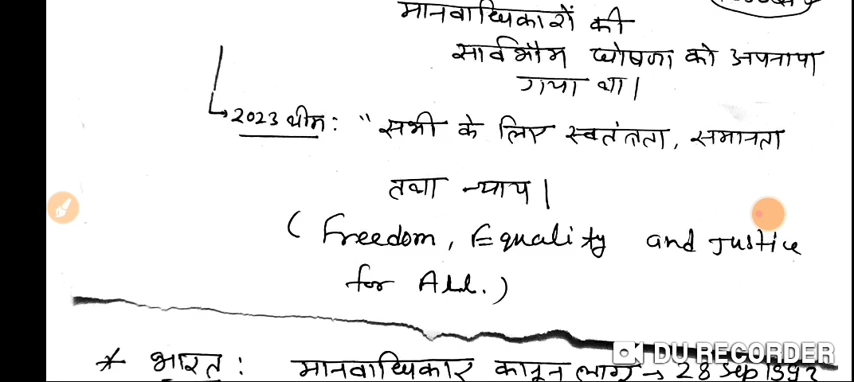 मानवाधिकारों की
सार्वभौम घोषणा को अपनाया
गया था।
2023 थीम: "सभी के लिए स्वतंत्रता, समानता
तथा न्याय।
(Freedom, Equality and Justice
for All.)
* भारत: मानवाधिकार कानून लागू → 28 Sep 1993
DU RECORDER